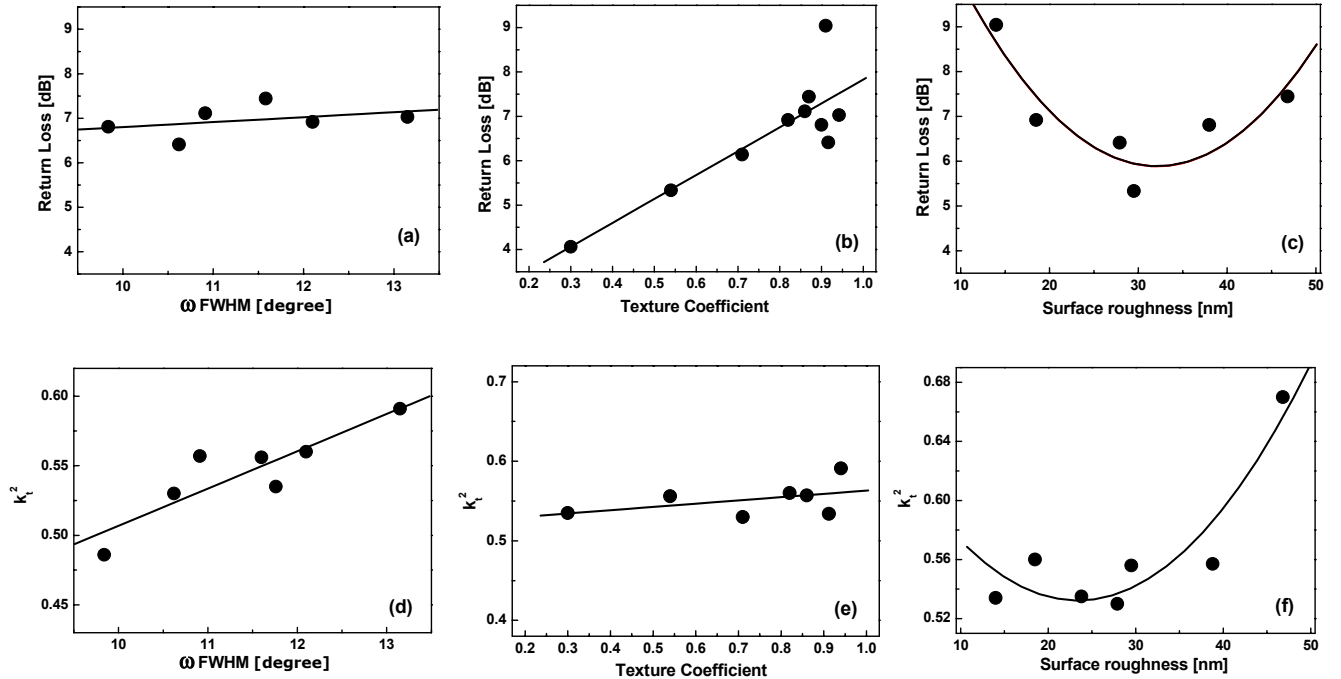 Return Loss [dB]
9
8
7
6
5
4
10 11 12 13
ω FWHM [degree]
(a)
Return Loss [dB]
9
8
7
6
5
4
0.2 0.3 0.4 0.5 0.6 0.7 0.8 0.9 1.0
Texture Coefficient
(b)
Return Loss [dB]
9
8
7
6
5
4
10 20 30 40 50
Surface roughness [nm]
(c)
k_t^2
0.60
0.55
0.50
0.45
10 11 12 13
ω FWHM [degree]
(d)
k_t^2
0.7
0.6
0.5
0.4
0.2 0.3 0.4 0.5 0.6 0.7 0.8 0.9 1.0
Texture Coefficient
(e)
k_t^2
0.68
0.64
0.60
0.56
0.52
10 20 30 40 50
Surface roughness [nm]
(f)